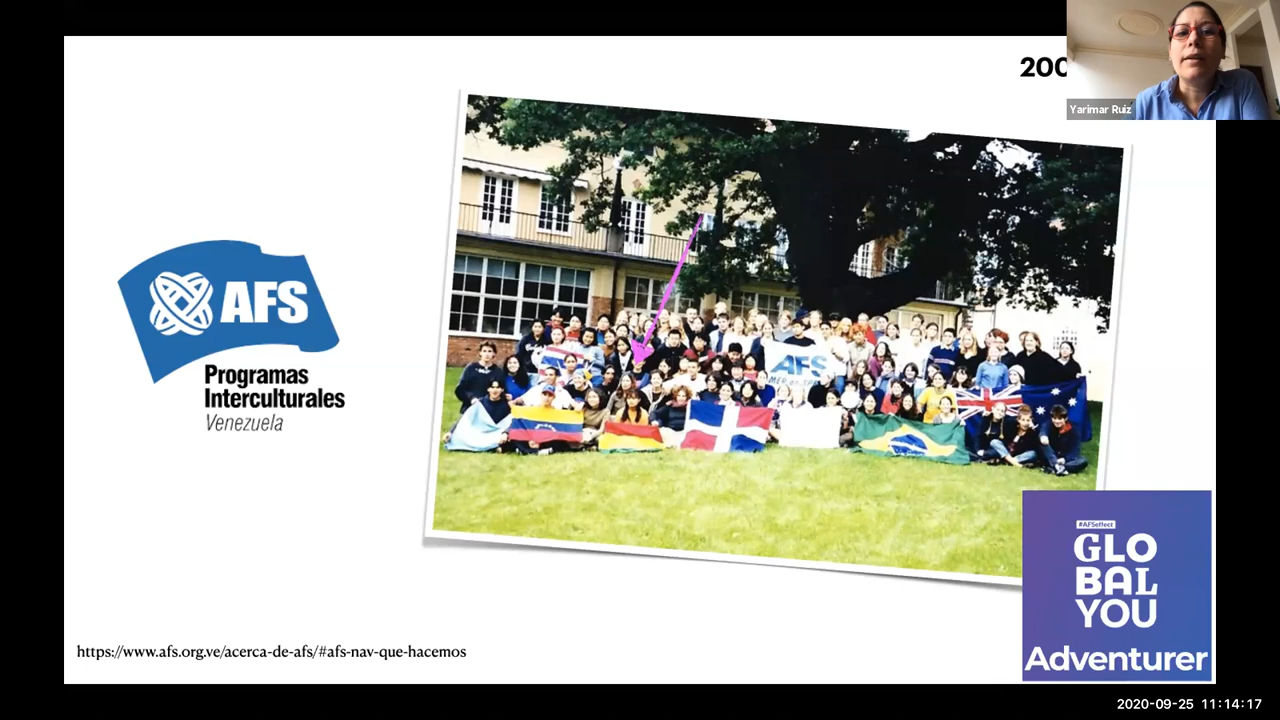 200
Yarimar Ruiz
AFS
Programas
Interculturales
Venezuela
AFS
#AFSeffect
GLO
BAL
YOU
Adventurer
https://www.afs.org.ve/acerca-de-afs/#afs-nav-que-hacemos
2020-09-25 11:14:17